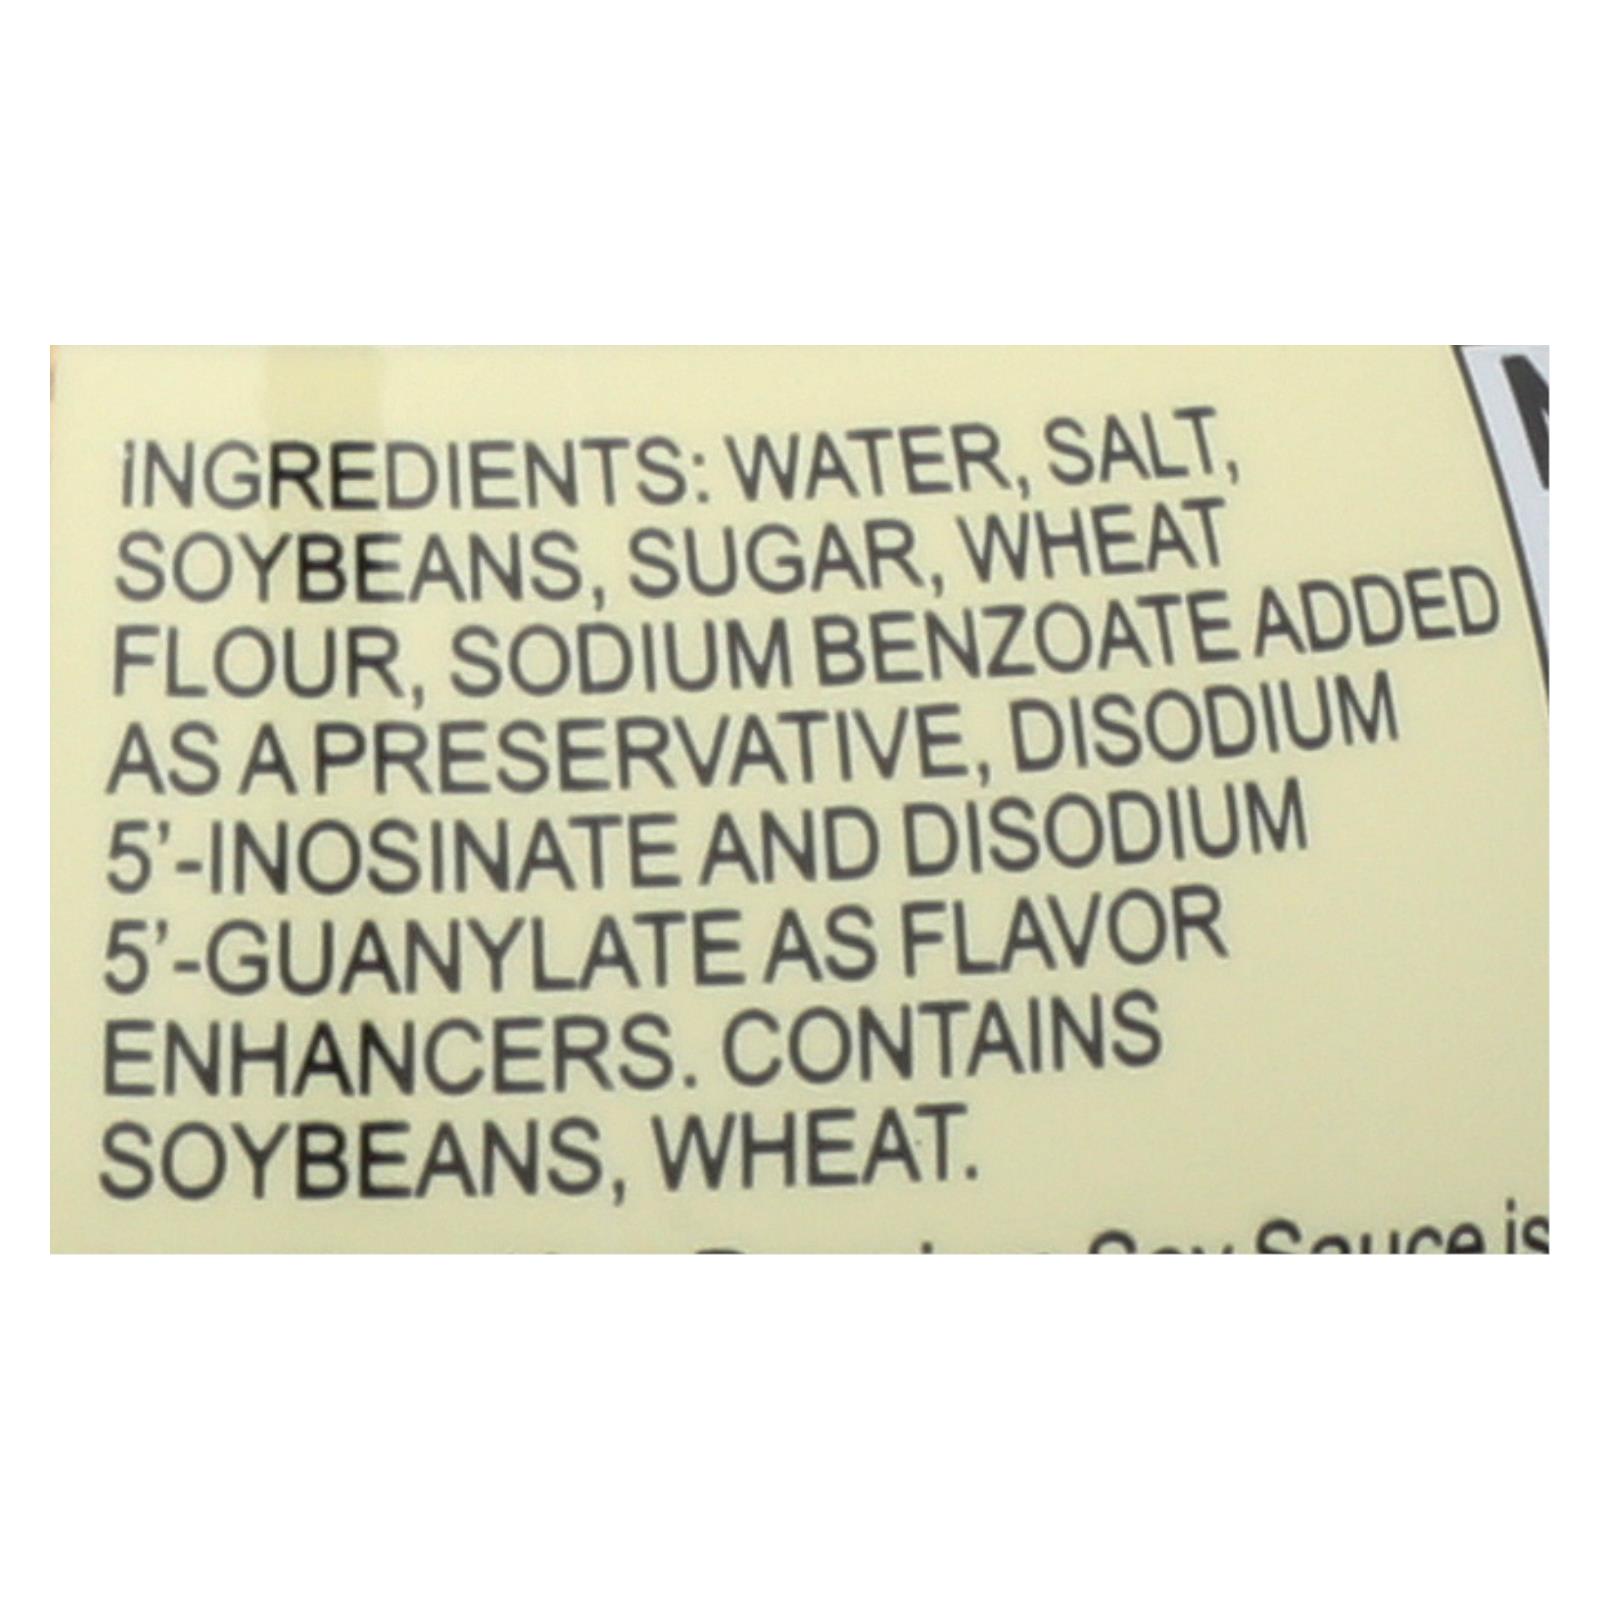 INGREDIENTS: WATER, SALT,
SOYBEANS, SUGAR, WHEAT
FLOUR, SODIUM BENZOATE ADDED
AS A PRESERVATIVE, DISODIUM
5'-INOSINATE AND DISODIUM
5'-GUANYLATE AS FLAVOR
ENHANCERS. CONTAINS
SOYBEANS, WHEAT.
Soy Sauce is